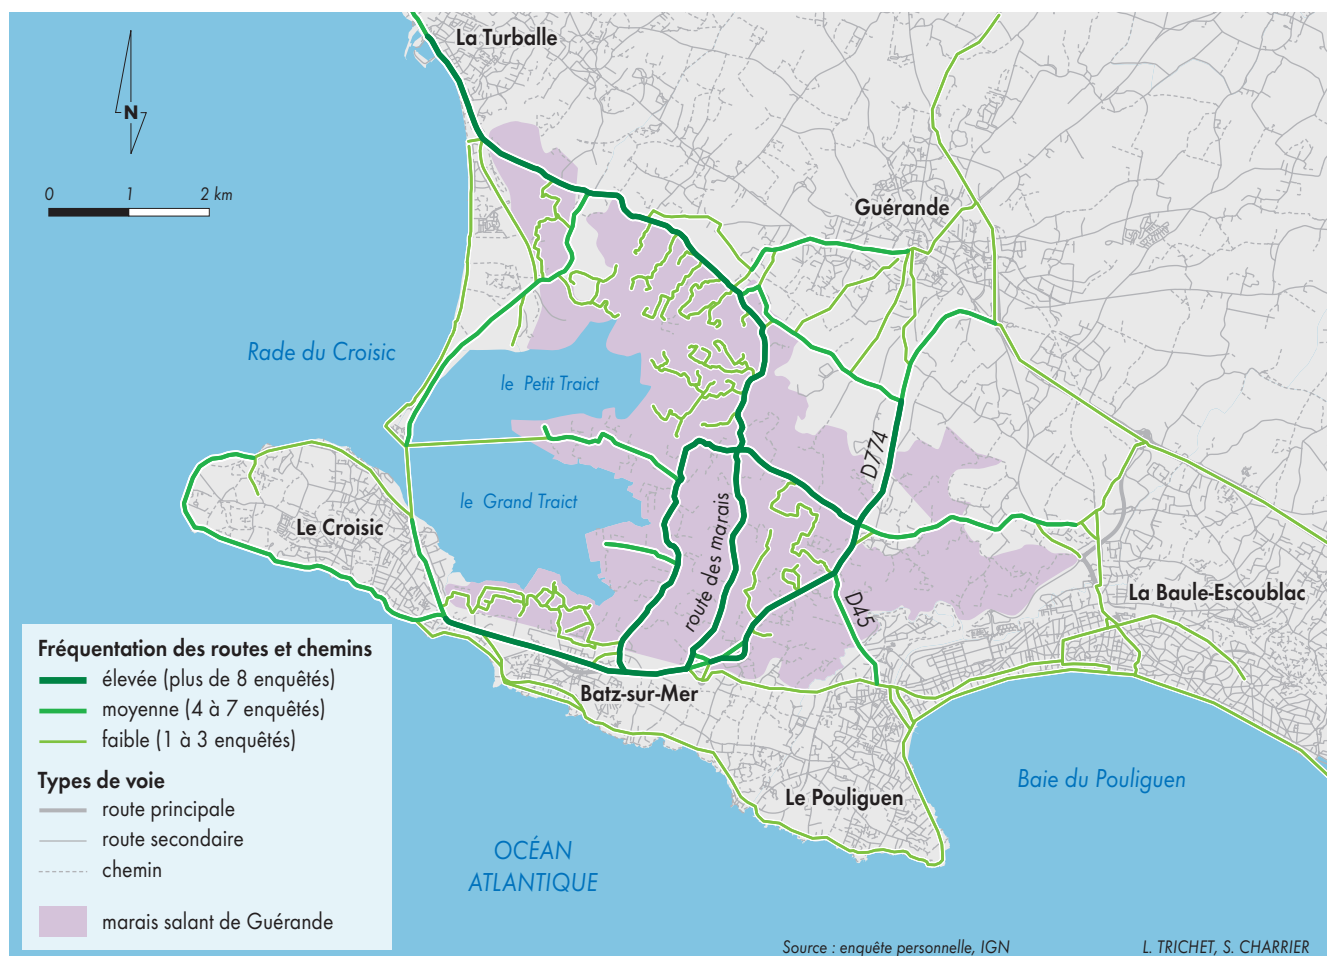 La Turballe
N
0 1 2 km
Guérande
Rade du Croisic
le Petit Traict
D774
le Grand Traict
Le Croisic
route des marais
D45
La Baule-Escoublac
Batz-sur-Mer
Baie du Pouliguen
Le Pouliguen
OCÉAN
ATLANTIQUE
Fréquentation des routes et chemins
élevée (plus de 8 enquêtés)
moyenne (4 à 7 enquêtés)
faible (1 à 3 enquêtés)
Types de voie
route principale
route secondaire
chemin
marais salant de Guérande
Source : enquête personnelle, IGN
L. TRICHET, S. CHARRIER